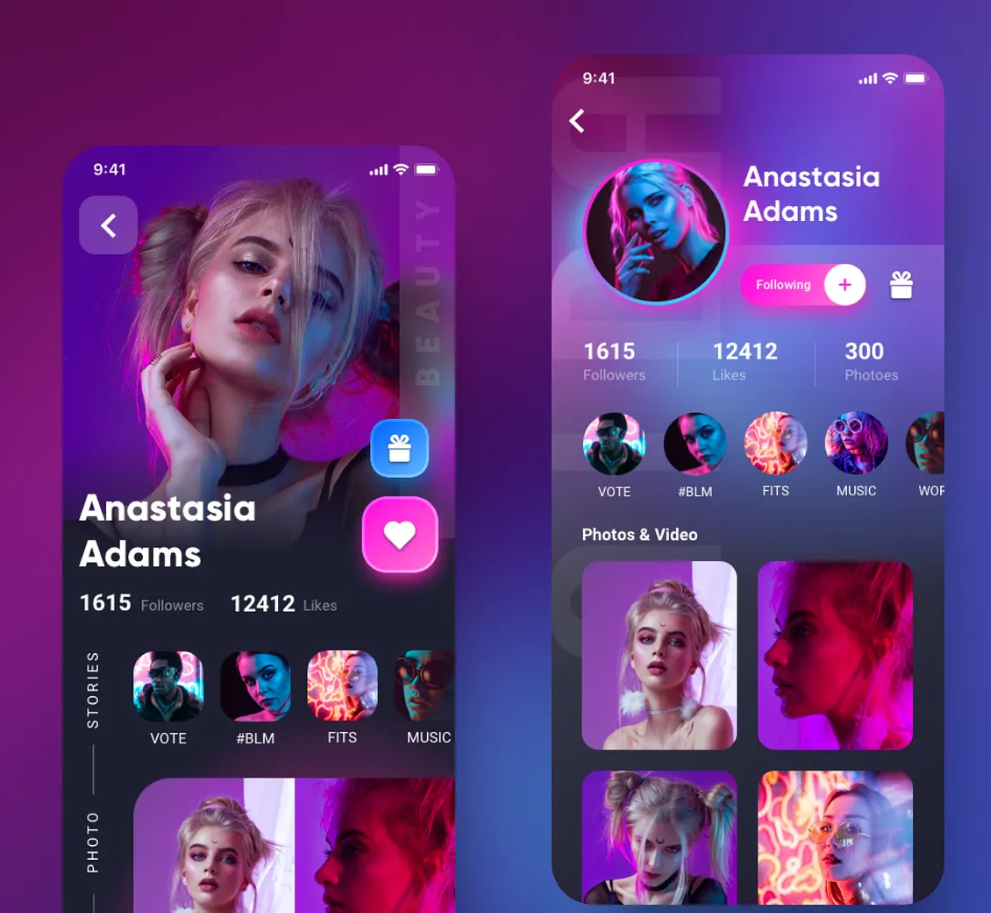 9:41
BEAUTY
Anastasia
Adams
1615 Followers 12412 Likes
STORIES
VOTE #BLM FITS MUSIC
PHOTO
9:41
Anastasia
Adams
Following
1615 12412 300
Followers Likes Photoes
VOTE #BLM FITS MUSIC
Photos & Video